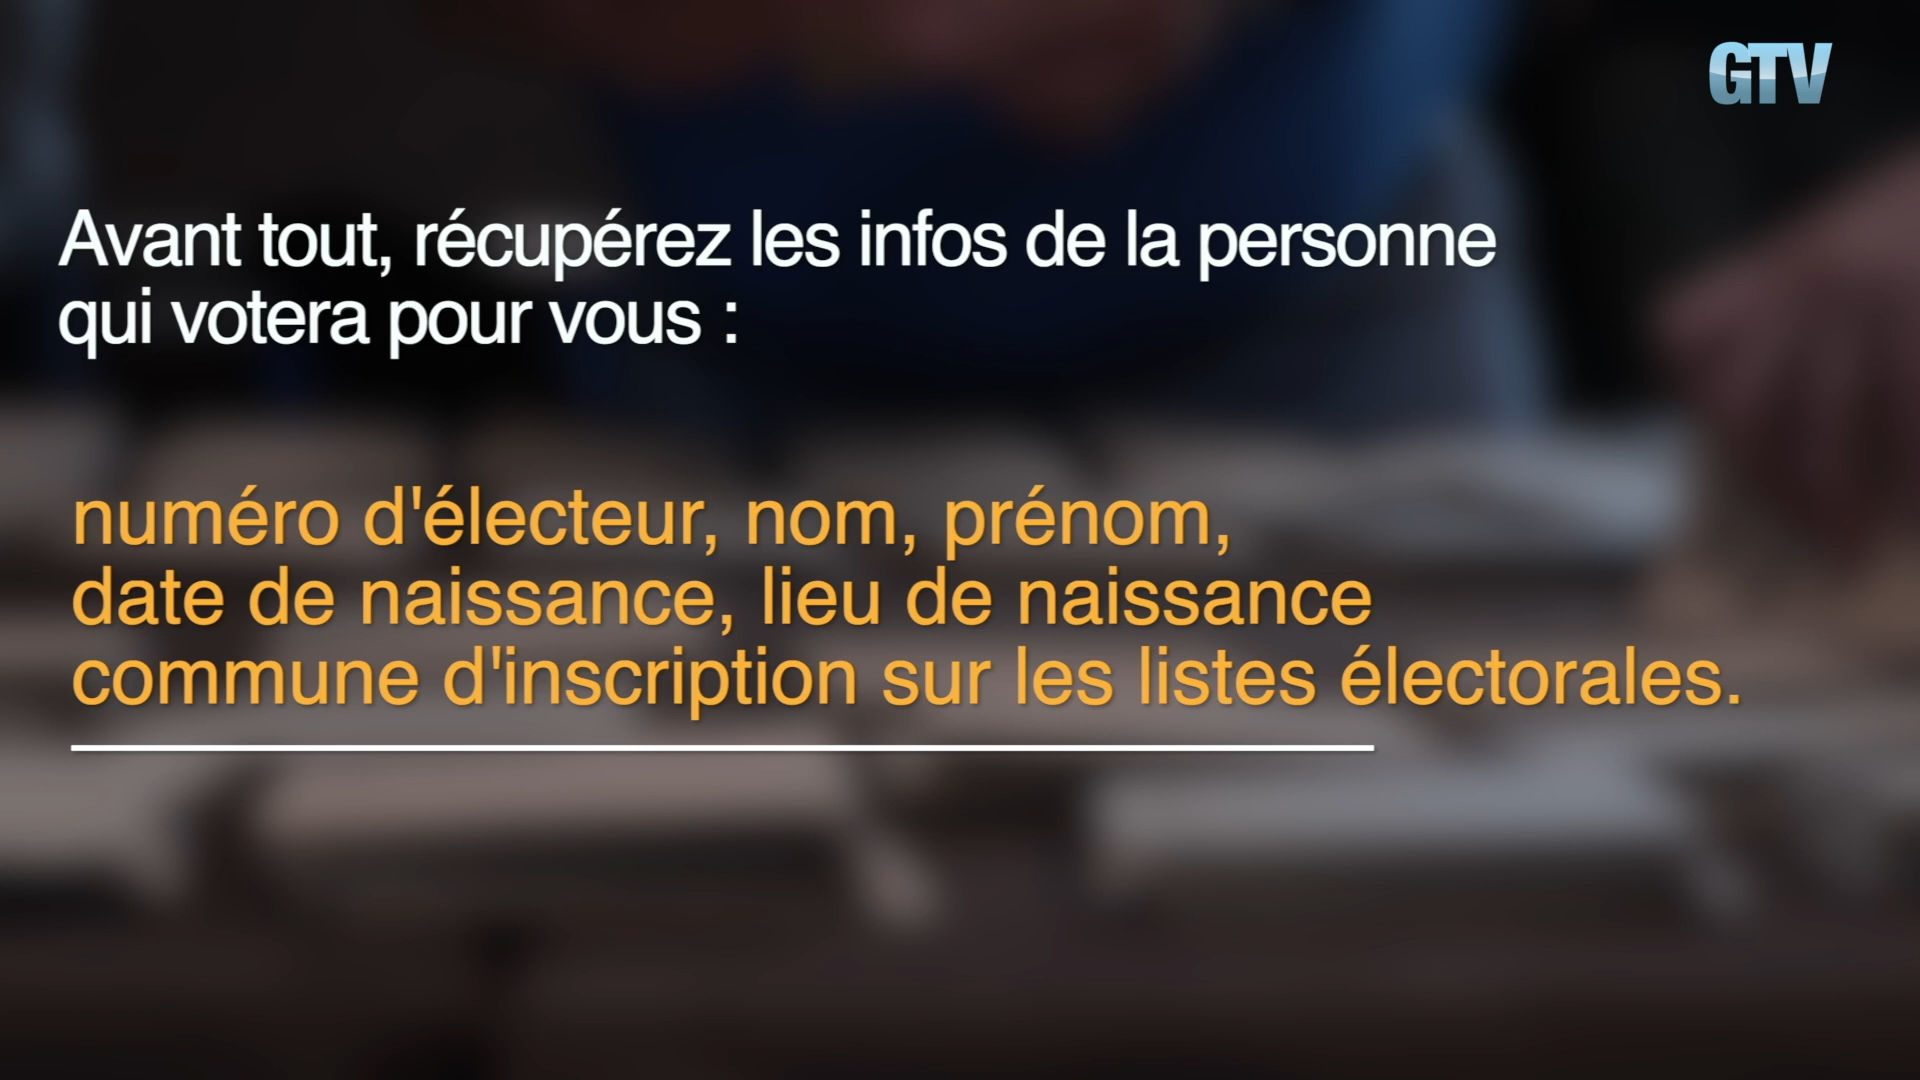 GTV
Avant tout, récupérez les infos de la personne
qui votera pour vous :
numéro d'électeur, nom, prénom,
date de naissance, lieu de naissance
commune d'inscription sur les listes électorales.